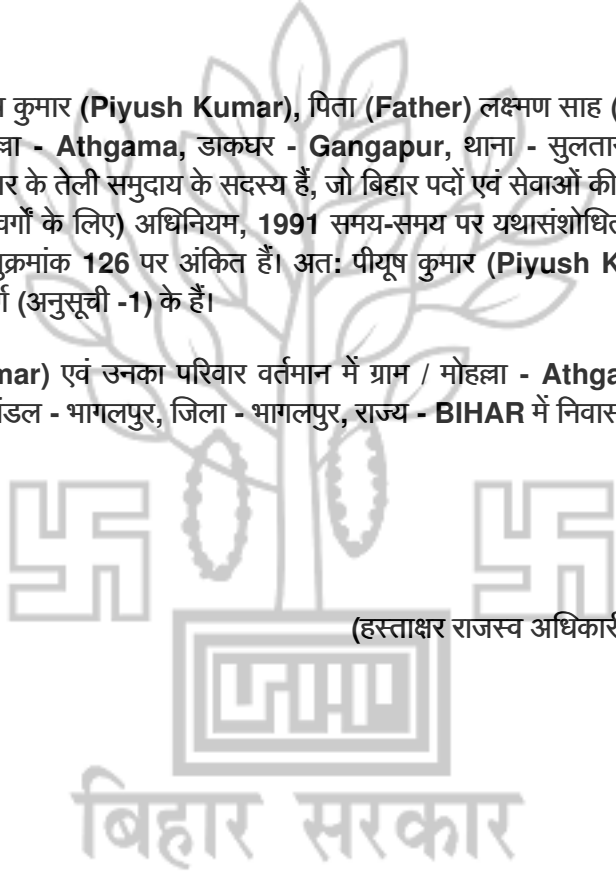 कुमार (Piyush Kumar), पिता (Father) लक्ष्मण साह (
- Athgama, डाकघर - Gangapur, थाना - सुलतान
के तेली समुदाय के सदस्य हैं, जो बिहार पदों एवं सेवाओं की
वर्गों के लिए) अधिनियम, 1991 समय-समय पर यथासंशोधित
126 पर अंकित हैं। अत: पीयूष कुमार (Piyush K
(अनुसूची -1) के हैं।
mar) एवं उनका परिवार वर्तमान में ग्राम / मोहल्ला - Athga
- भागलपुर, जिला - भागलपुर, राज्य - BIHAR में निवास
(हस्ताक्षर राजस्व अधिकारी
बिहार सरकार